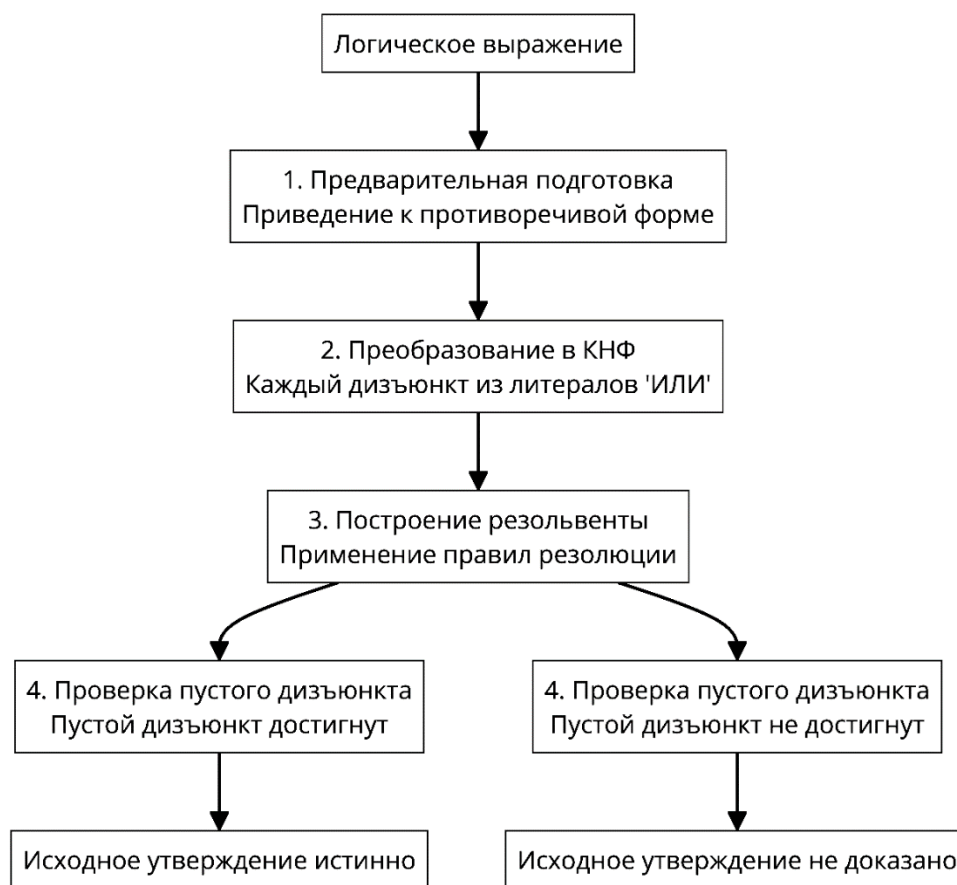 Логическое выражение
1. Предварительная подготовка
Приведение к противоречивой форме
2. Преобразование в КНФ
Каждый дизъюнкт из литералов 'ИЛИ'
3. Построение резольвенты
Применение правил резолюции
4. Проверка пустого дизъюнкта
Пустой дизъюнкт достигнут
4. Проверка пустого дизъюнкта
Пустой дизъюнкт не достигнут
Исходное утверждение истинно
Исходное утверждение не доказано